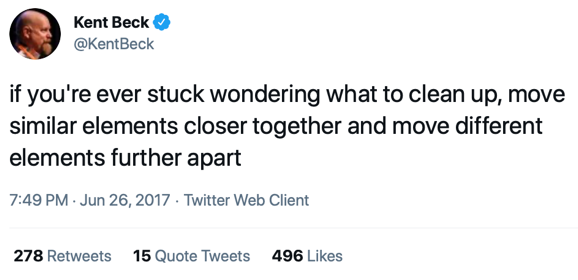 Kent Beck
@KentBeck
if you're ever stuck wondering what to clean up, move
similar elements closer together and move different
elements further apart
7:49 PM · Jun 26, 2017 · Twitter Web Client
278 Retweets 15 Quote Tweets 496 Likes